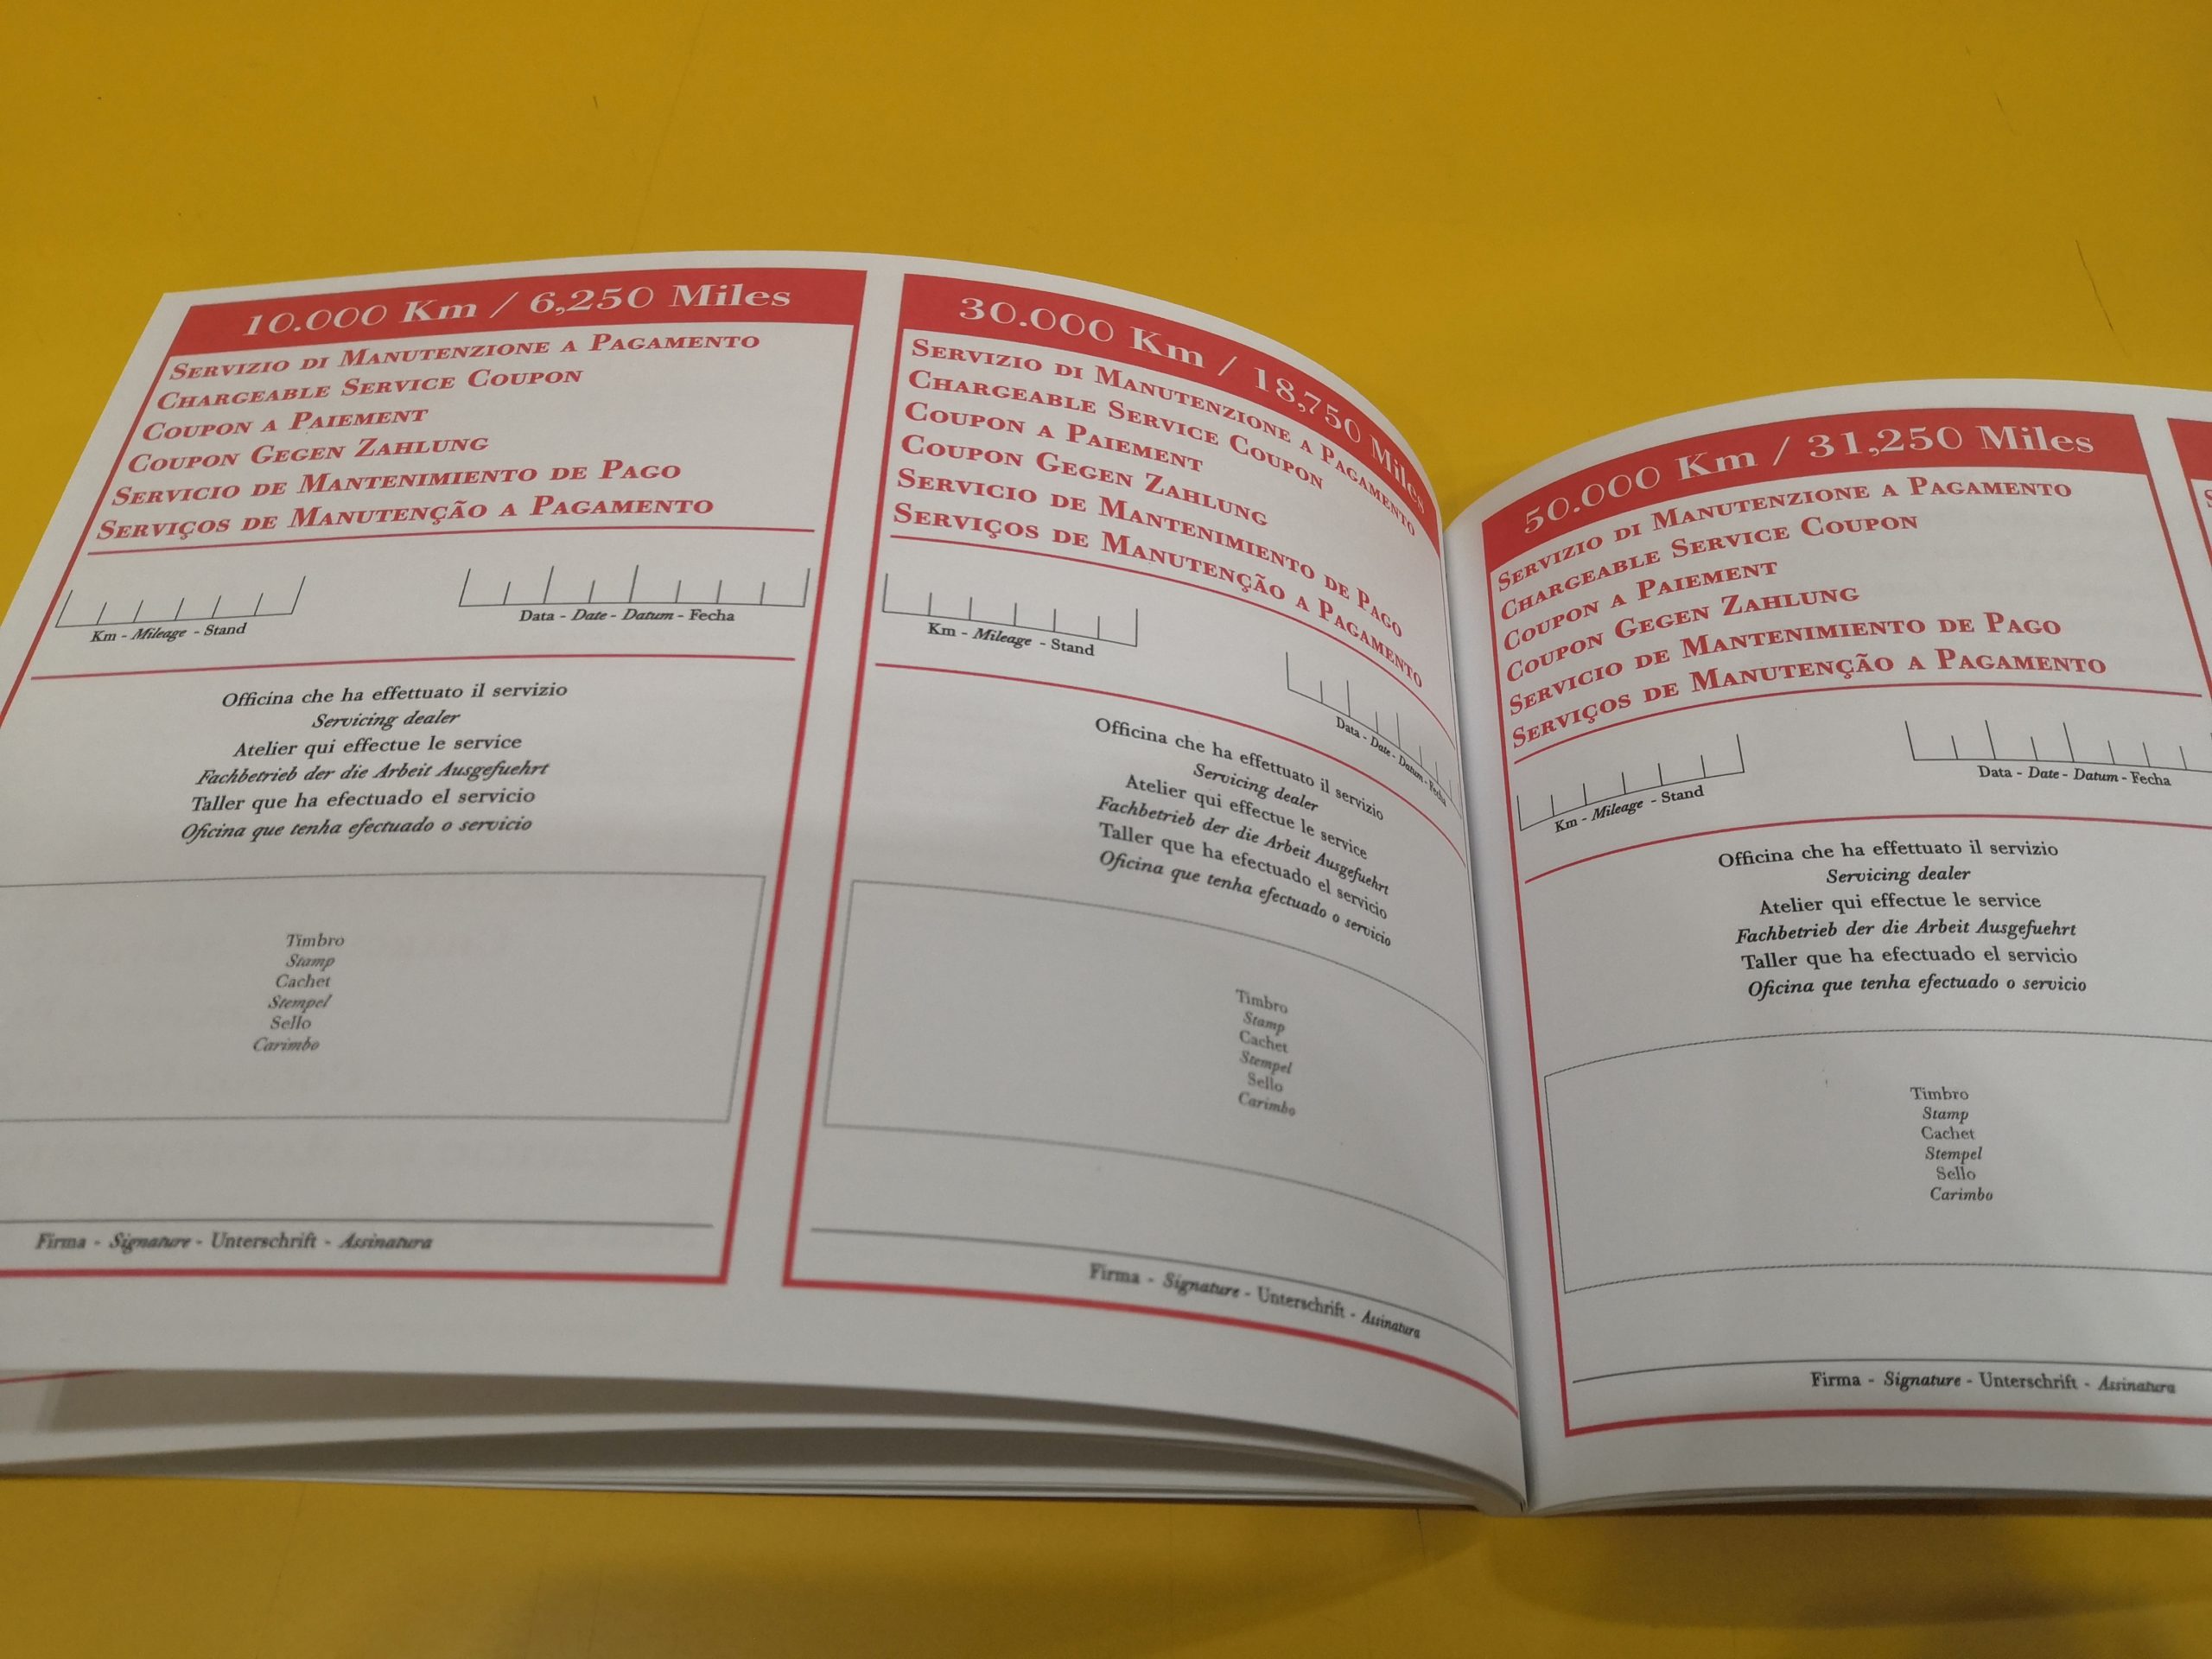 10.000 Km / 6,250 Miles
Servizio di Manutenzione a Pagamento
Chargeable Service Coupon
Coupon a Paiement
Coupon Gegen Zahlung
Servicio de Mantenimiento de Pago
Serviços de Manutenção a Pagamento
Km - Mileage - Stand
Data - Date - Datum - Fecha
Officina che ha effettuato il servizio
Servicing dealer
Atelier qui effectue le service
Fachbetrieb der die Arbeit Ausgefuehrt
Taller que ha efectuado el servicio
Oficina que tenha efectuado o servicio
Timbro
Stamp
Cachet
Stempel
Sello
Carimbo
Firma - Signature - Unterschrift - Assinatura
30.000 Km / 18,750 Miles
Servizio di Manutenzione a Pagamento
Chargeable Service Coupon
Coupon a Paiement
Coupon Gegen Zahlung
Servicio de Mantenimiento de Pago
Serviços de Manutenção a Pagamento
Km - Mileage - Stand
Data - Date - Datum - Fecha
Officina che ha effettuato il servizio
Servicing dealer
Atelier qui effectue le service
Fachbetrieb der die Arbeit Ausgefuehrt
Taller que ha efectuado el servicio
Oficina que tenha efectuado o servicio
Timbro
Stamp
Cachet
Stempel
Sello
Carimbo
Firma - Signature - Unterschrift - Assinatura
50.000 Km / 31,250 Miles
Servizio di Manutenzione a Pagamento
Chargeable Service Coupon
Coupon a Paiement
Coupon Gegen Zahlung
Servicio de Mantenimiento de Pago
Serviços de Manutenção a Pagamento
Km - Mileage - Stand
Data - Date - Datum - Fecha
Officina che ha effettuato il servizio
Servicing dealer
Atelier qui effectue le service
Fachbetrieb der die Arbeit Ausgefuehrt
Taller que ha efectuado el servicio
Oficina que tenha efectuado o servicio
Timbro
Stamp
Cachet
Stempel
Sello
Carimbo
Firma - Signature - Unterschrift - Assinatura